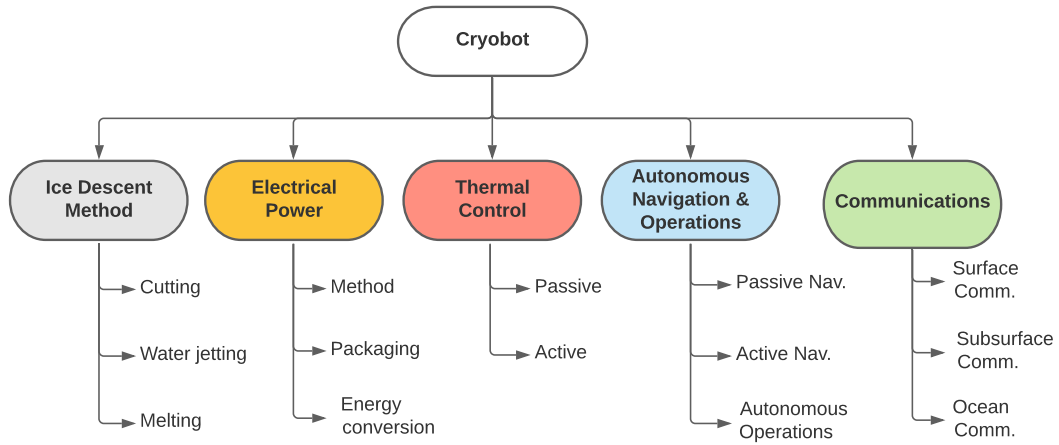 Cryobot
Ice Descent
Method
Electrical
Power
Thermal
Control
Autonomous
Navigation &
Operations
Communications
Cutting
Water jetting
Melting
Method
Packaging
Energy
conversion
Passive
Active
Passive Nav.
Active Nav.
Autonomous
Operations
Surface
Comm.
Subsurface
Comm.
Ocean
Comm.